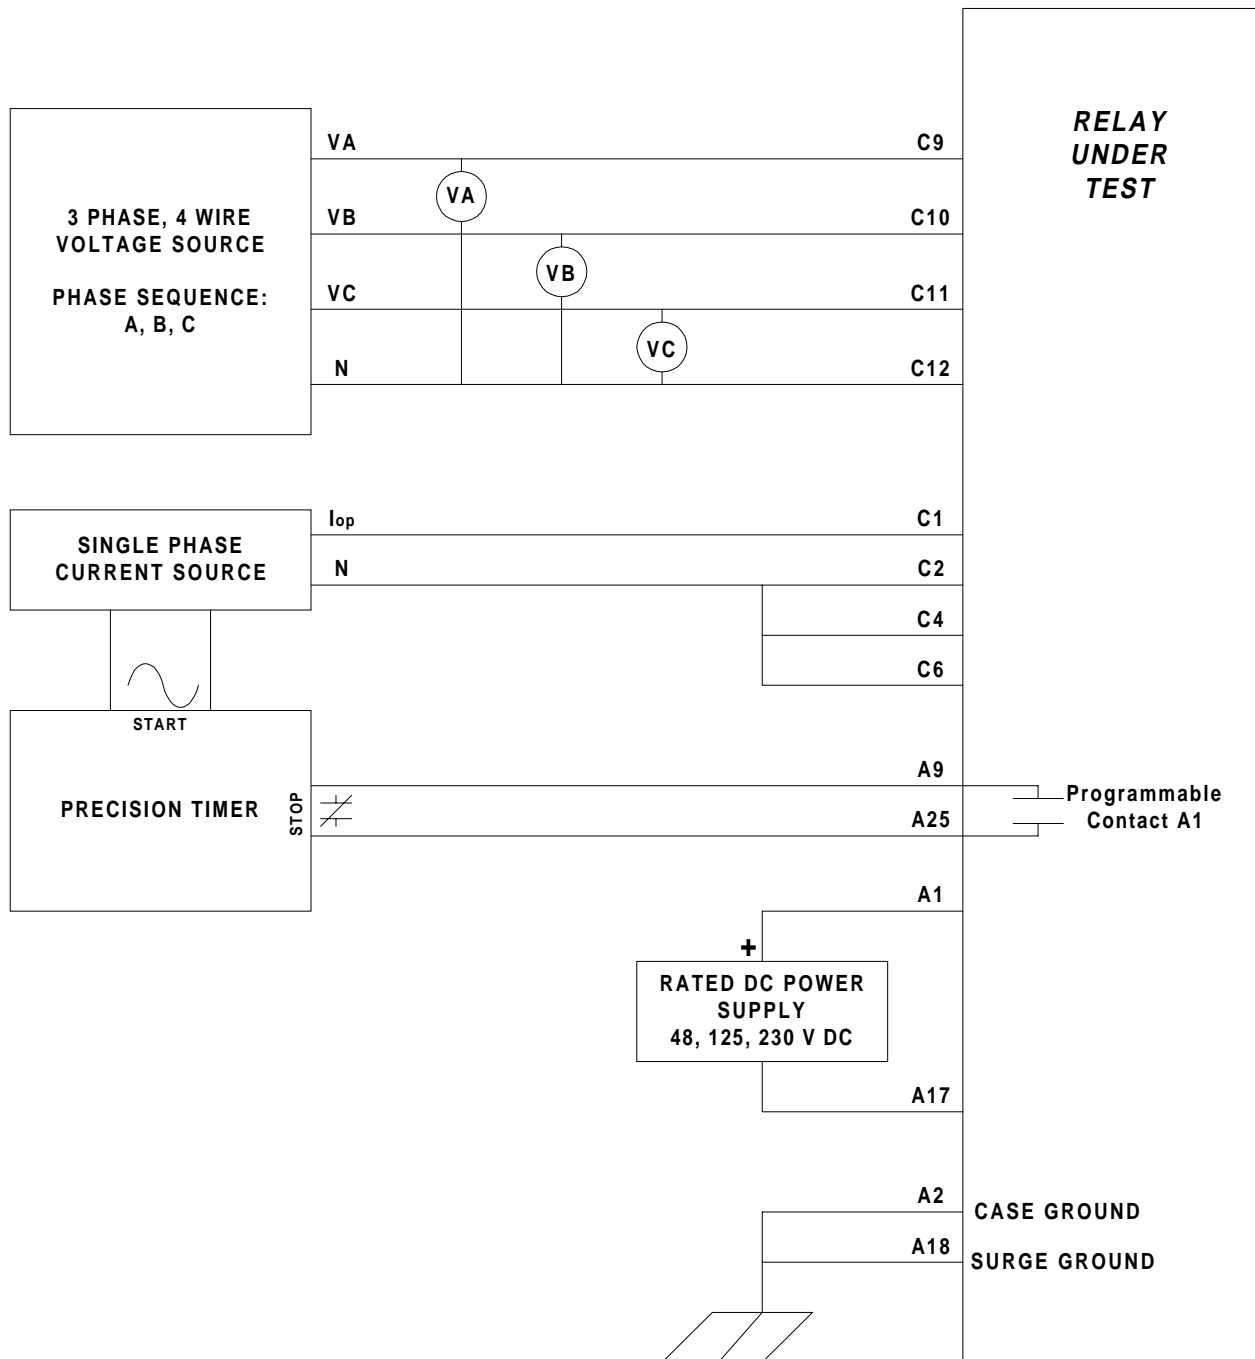 RELAY
UNDER
TEST
3 PHASE, 4 WIRE
VOLTAGE SOURCE
PHASE SEQUENCE:
A, B, C
VA
C9
VA
VB
C10
VB
VC
C11
VC
N
C12
SINGLE PHASE
CURRENT SOURCE
Iop
C1
N
C2
C4
C6
START
PRECISION TIMER
STOP
A9
A25
Programmable
Contact A1
A1
+
RATED DC POWER
SUPPLY
48, 125, 230 V DC
A17
A2
CASE GROUND
A18
SURGE GROUND